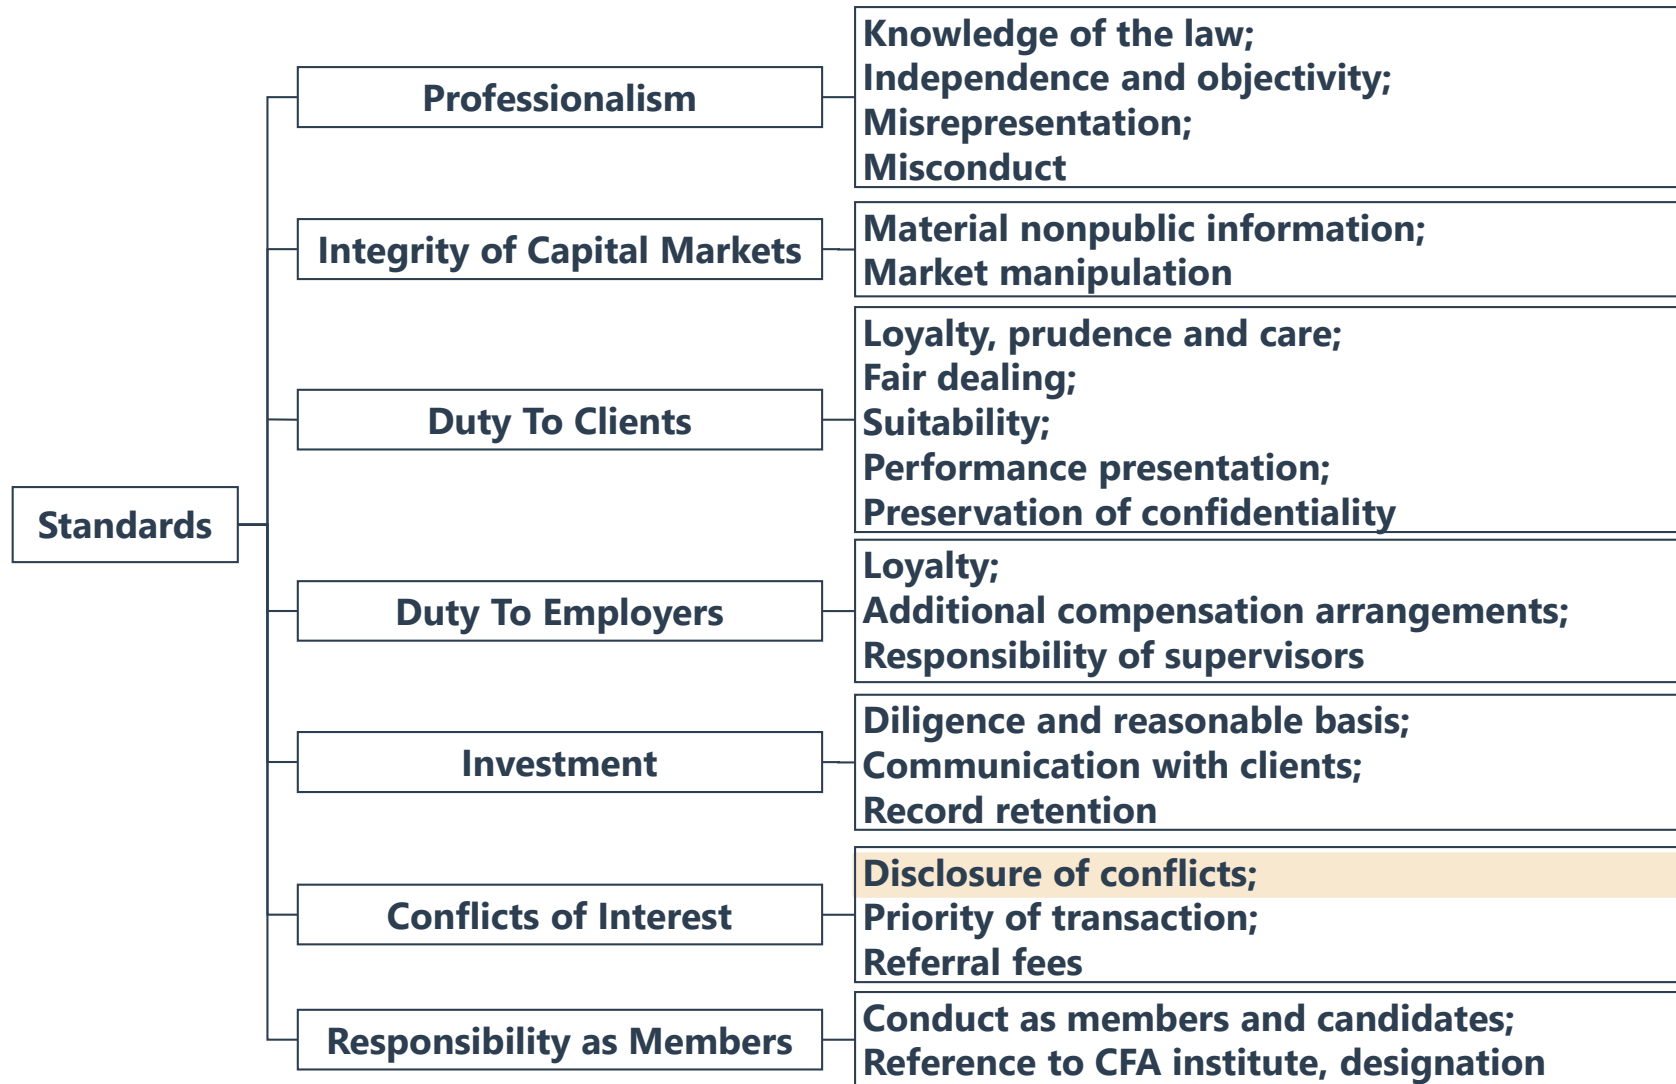 Standards
Professionalism
Knowledge of the law;
Independence and objectivity;
Misrepresentation;
Misconduct
Integrity of Capital Markets
Material nonpublic information;
Market manipulation
Duty To Clients
Loyalty, prudence and care;
Fair dealing;
Suitability;
Performance presentation;
Preservation of confidentiality
Duty To Employers
Loyalty;
Additional compensation arrangements;
Responsibility of supervisors
Investment
Diligence and reasonable basis;
Communication with clients;
Record retention
Conflicts of Interest
Disclosure of conflicts;
Priority of transaction;
Referral fees
Responsibility as Members
Conduct as members and candidates;
Reference to CFA institute, designation